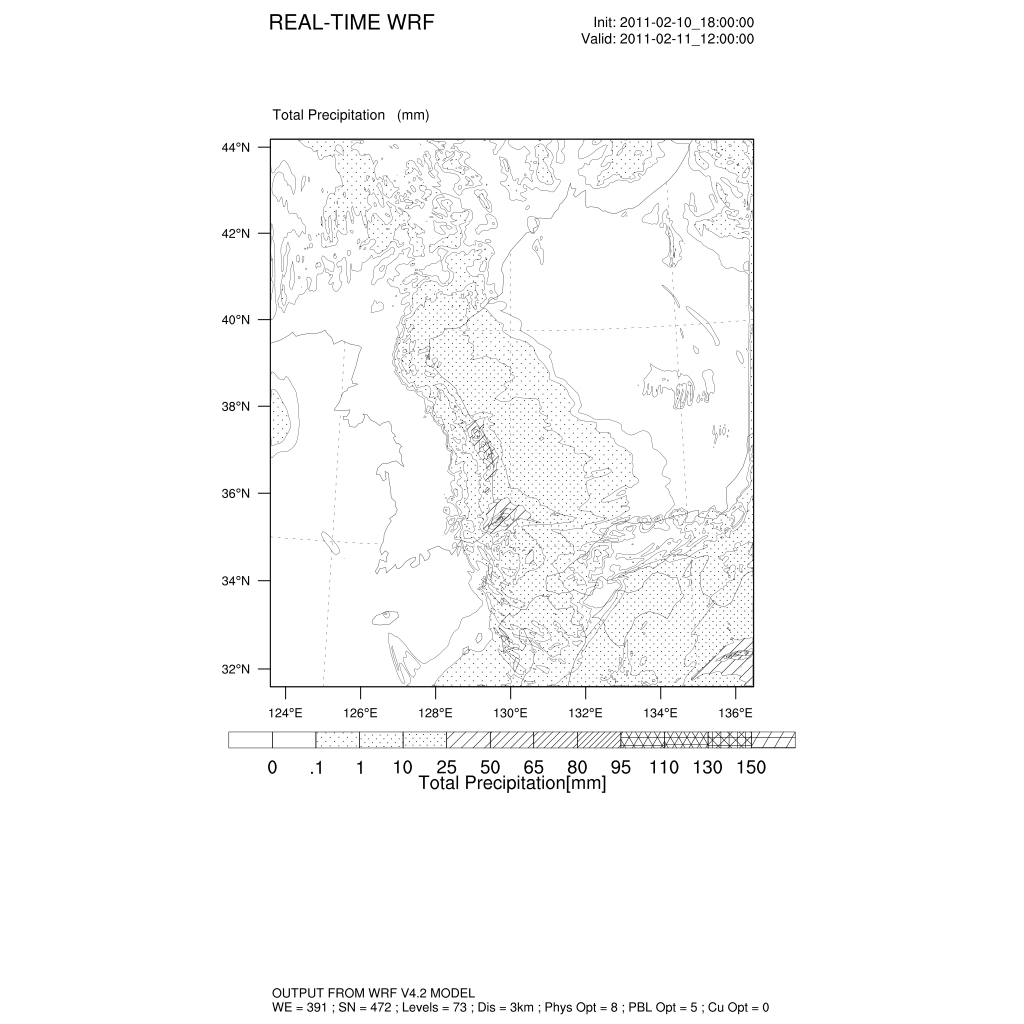 REAL-TIME WRF
Init: 2011-02-10_18:00:00
Valid: 2011-02-11_12:00:00
Total Precipitation (mm)
44°N
42°N
40°N
38°N
36°N
34°N
32°N
124°E 126°E 128°E 130°E 132°E 134°E 136°E
0 .1 1 10 25 50 65 80 95 110 130 150
Total Precipitation[mm]
OUTPUT FROM WRF V4.2 MODEL
WE = 391 ; SN = 472 ; Levels = 73 ; Dis = 3km ; Phys Opt = 8 ; PBL Opt = 5 ; Cu Opt = 0